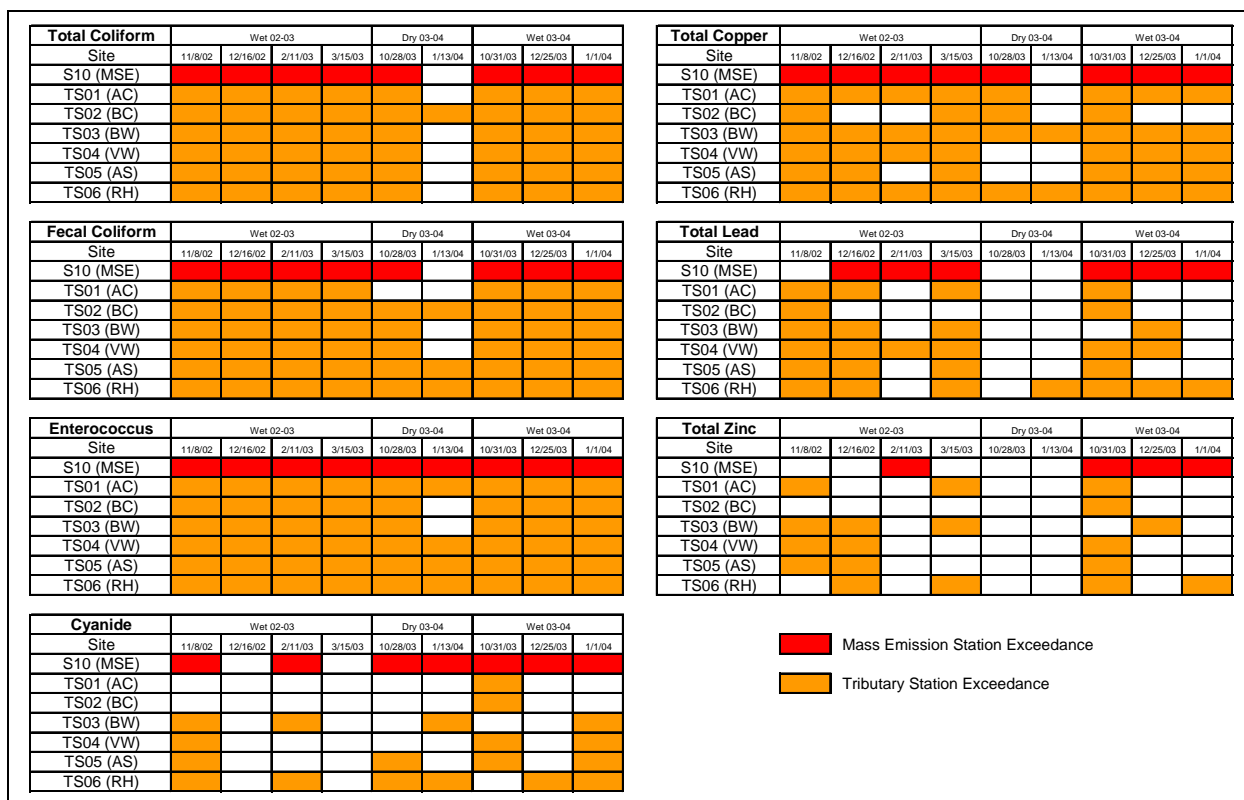 Total Coliform Wet 02-03 Dry 03-04 Wet 03-04
Site 11/8/02 12/16/02 2/11/03 3/15/03 10/28/03 1/13/04 10/31/03 12/25/03 1/1/04
S10 (MSE)
TS01 (AC)
TS02 (BC)
TS03 (BW)
TS04 (VW)
TS05 (AS)
TS06 (RH)
Fecal Coliform Wet 02-03 Dry 03-04 Wet 03-04
Site 11/8/02 12/16/02 2/11/03 3/15/03 10/28/03 1/13/04 10/31/03 12/25/03 1/1/04
S10 (MSE)
TS01 (AC)
TS02 (BC)
TS03 (BW)
TS04 (VW)
TS05 (AS)
TS06 (RH)
Enterococcus Wet 02-03 Dry 03-04 Wet 03-04
Site 11/8/02 12/16/02 2/11/03 3/15/03 10/28/03 1/13/04 10/31/03 12/25/03 1/1/04
S10 (MSE)
TS01 (AC)
TS02 (BC)
TS03 (BW)
TS04 (VW)
TS05 (AS)
TS06 (RH)
Cyanide Wet 02-03 Dry 03-04 Wet 03-04
Site 11/8/02 12/16/02 2/11/03 3/15/03 10/28/03 1/13/04 10/31/03 12/25/03 1/1/04
S10 (MSE)
TS01 (AC)
TS02 (BC)
TS03 (BW)
TS04 (VW)
TS05 (AS)
TS06 (RH)
Total Copper Wet 02-03 Dry 03-04 Wet 03-04
Site 11/8/02 12/16/02 2/11/03 3/15/03 10/28/03 1/13/04 10/31/03 12/25/03 1/1/04
S10 (MSE)
TS01 (AC)
TS02 (BC)
TS03 (BW)
TS04 (VW)
TS05 (AS)
TS06 (RH)
Total Lead Wet 02-03 Dry 03-04 Wet 03-04
Site 11/8/02 12/16/02 2/11/03 3/15/03 10/28/03 1/13/04 10/31/03 12/25/03 1/1/04
S10 (MSE)
TS01 (AC)
TS02 (BC)
TS03 (BW)
TS04 (VW)
TS05 (AS)
TS06 (RH)
Total Zinc Wet 02-03 Dry 03-04 Wet 03-04
Site 11/8/02 12/16/02 2/11/03 3/15/03 10/28/03 1/13/04 10/31/03 12/25/03 1/1/04
S10 (MSE)
TS01 (AC)
TS02 (BC)
TS03 (BW)
TS04 (VW)
TS05 (AS)
TS06 (RH)
Mass Emission Station Exceedance
Tributary Station Exceedance